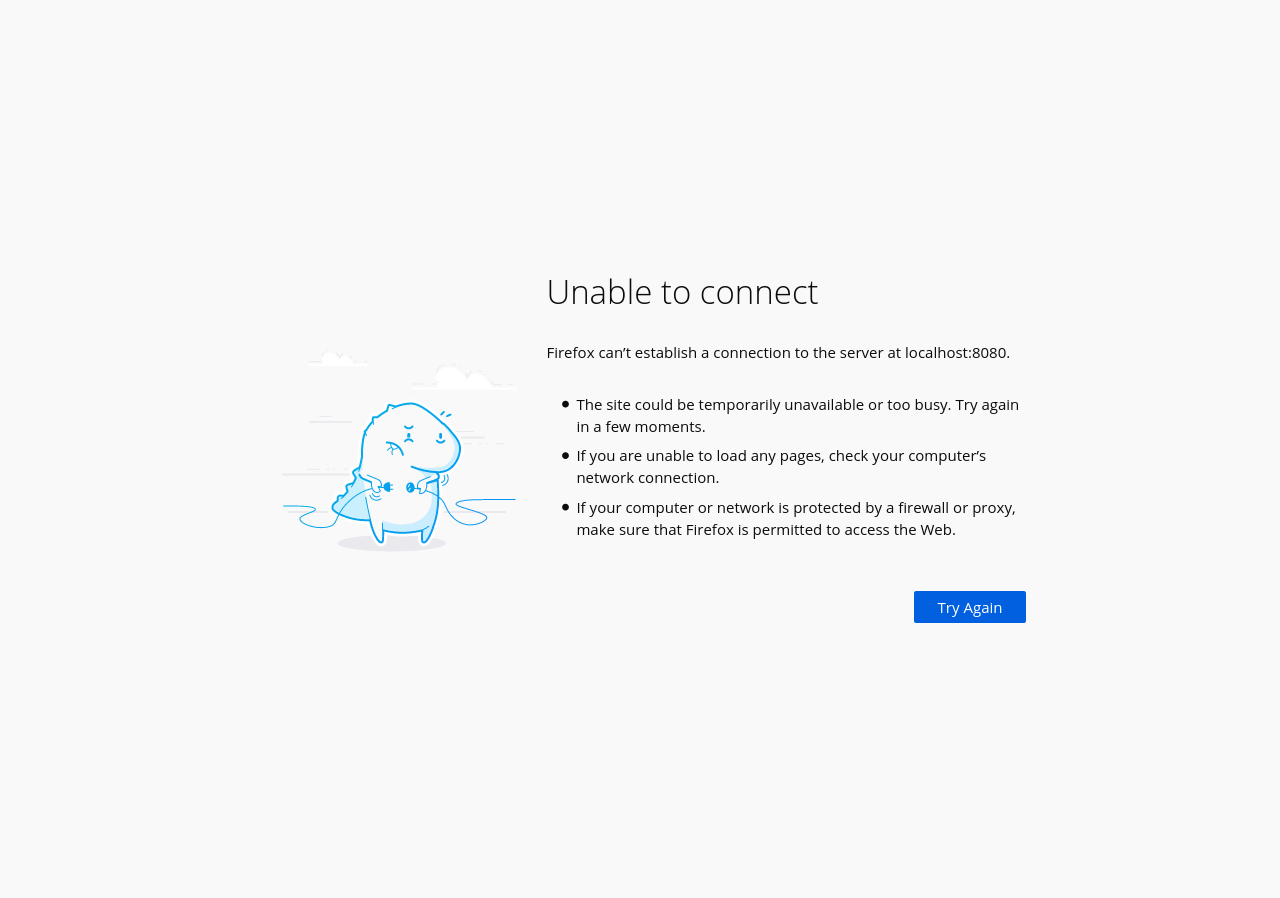 Unable to connect
Firefox can’t establish a connection to the server at localhost:8080.
The site could be temporarily unavailable or too busy. Try again
in a few moments.
If you are unable to load any pages, check your computer’s
network connection.
If your computer or network is protected by a firewall or proxy,
make sure that Firefox is permitted to access the Web.
Try Again